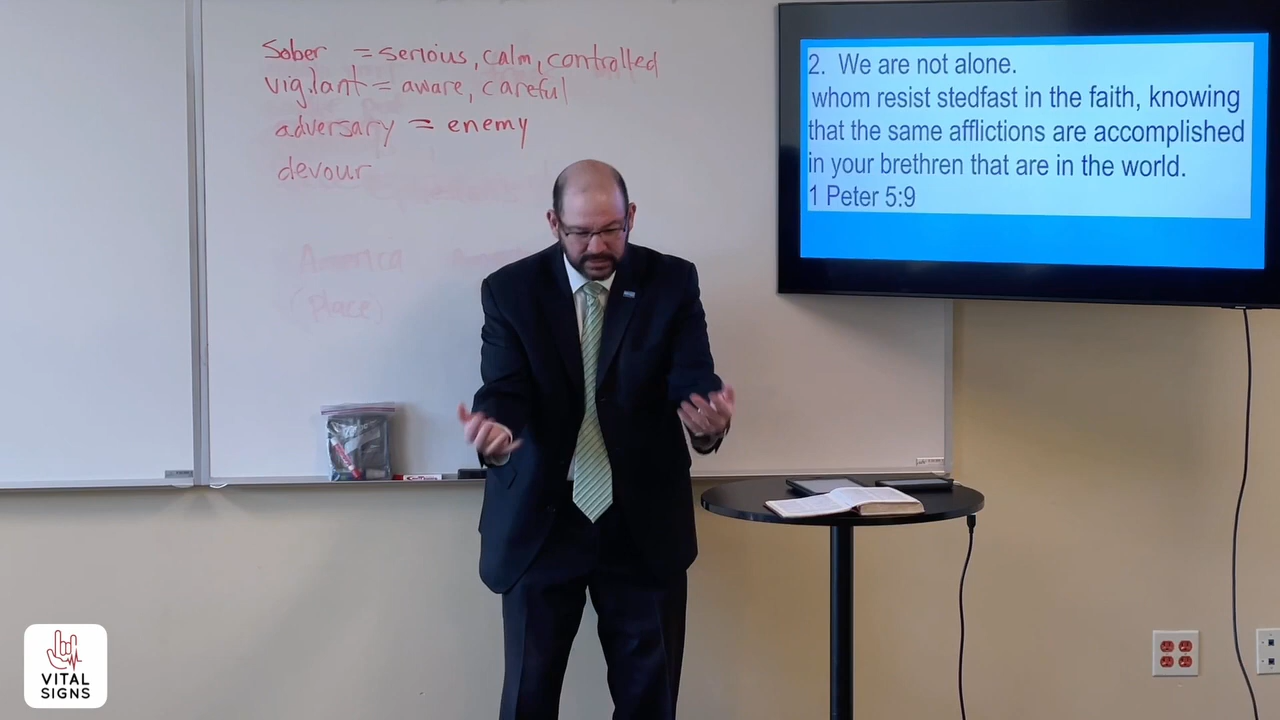 Sober = serious, calm, controlled
vigilant = aware, careful
adversary = enemy
devour
America
(place)
2. We are not alone.
whom resist stedfast in the faith, knowing
that the same afflictions are accomplished
in your brethren that are in the world.
1 Peter 5:9
VITAL
SIGNS